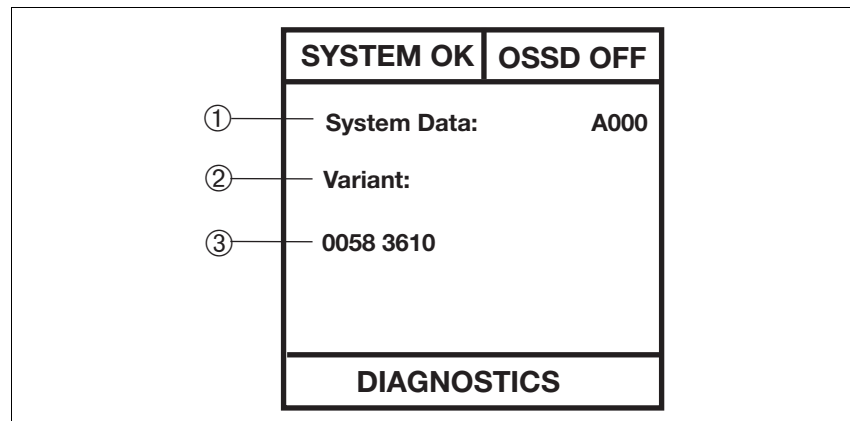 SYSTEM OK OSSD OFF
① System Data: A000
② Variant:
③ 0058 3610
DIAGNOSTICS